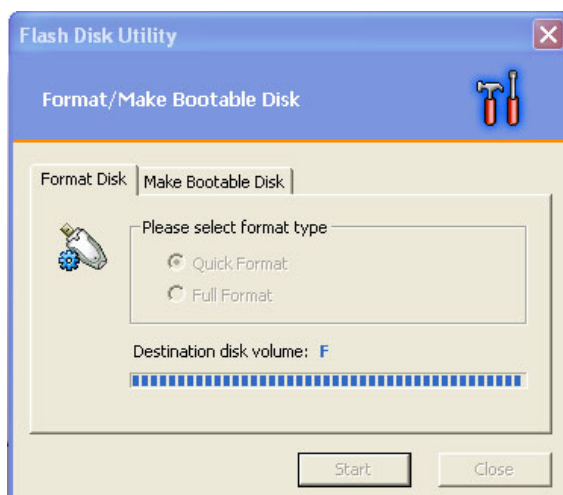 Flash Disk Utility
Format/Make Bootable Disk
Format Disk
Make Bootable Disk
Please select format type
Quick Format
Full Format
Destination disk volume: F
Start
Close